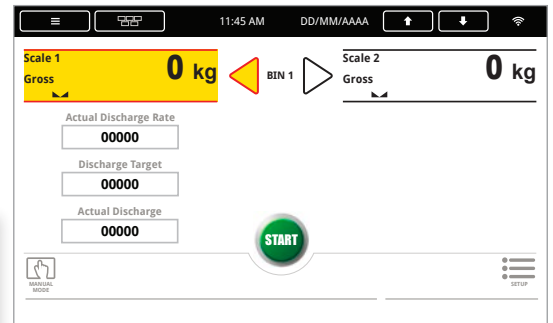 11:45 AM DD/MM/AAAA
Scale 1
Gross
0 kg
BIN 1
Scale 2
Gross
0 kg
Actual Discharge Rate
00000
Discharge Target
00000
Actual Discharge
00000
START
MANUAL
MODE
SETUP